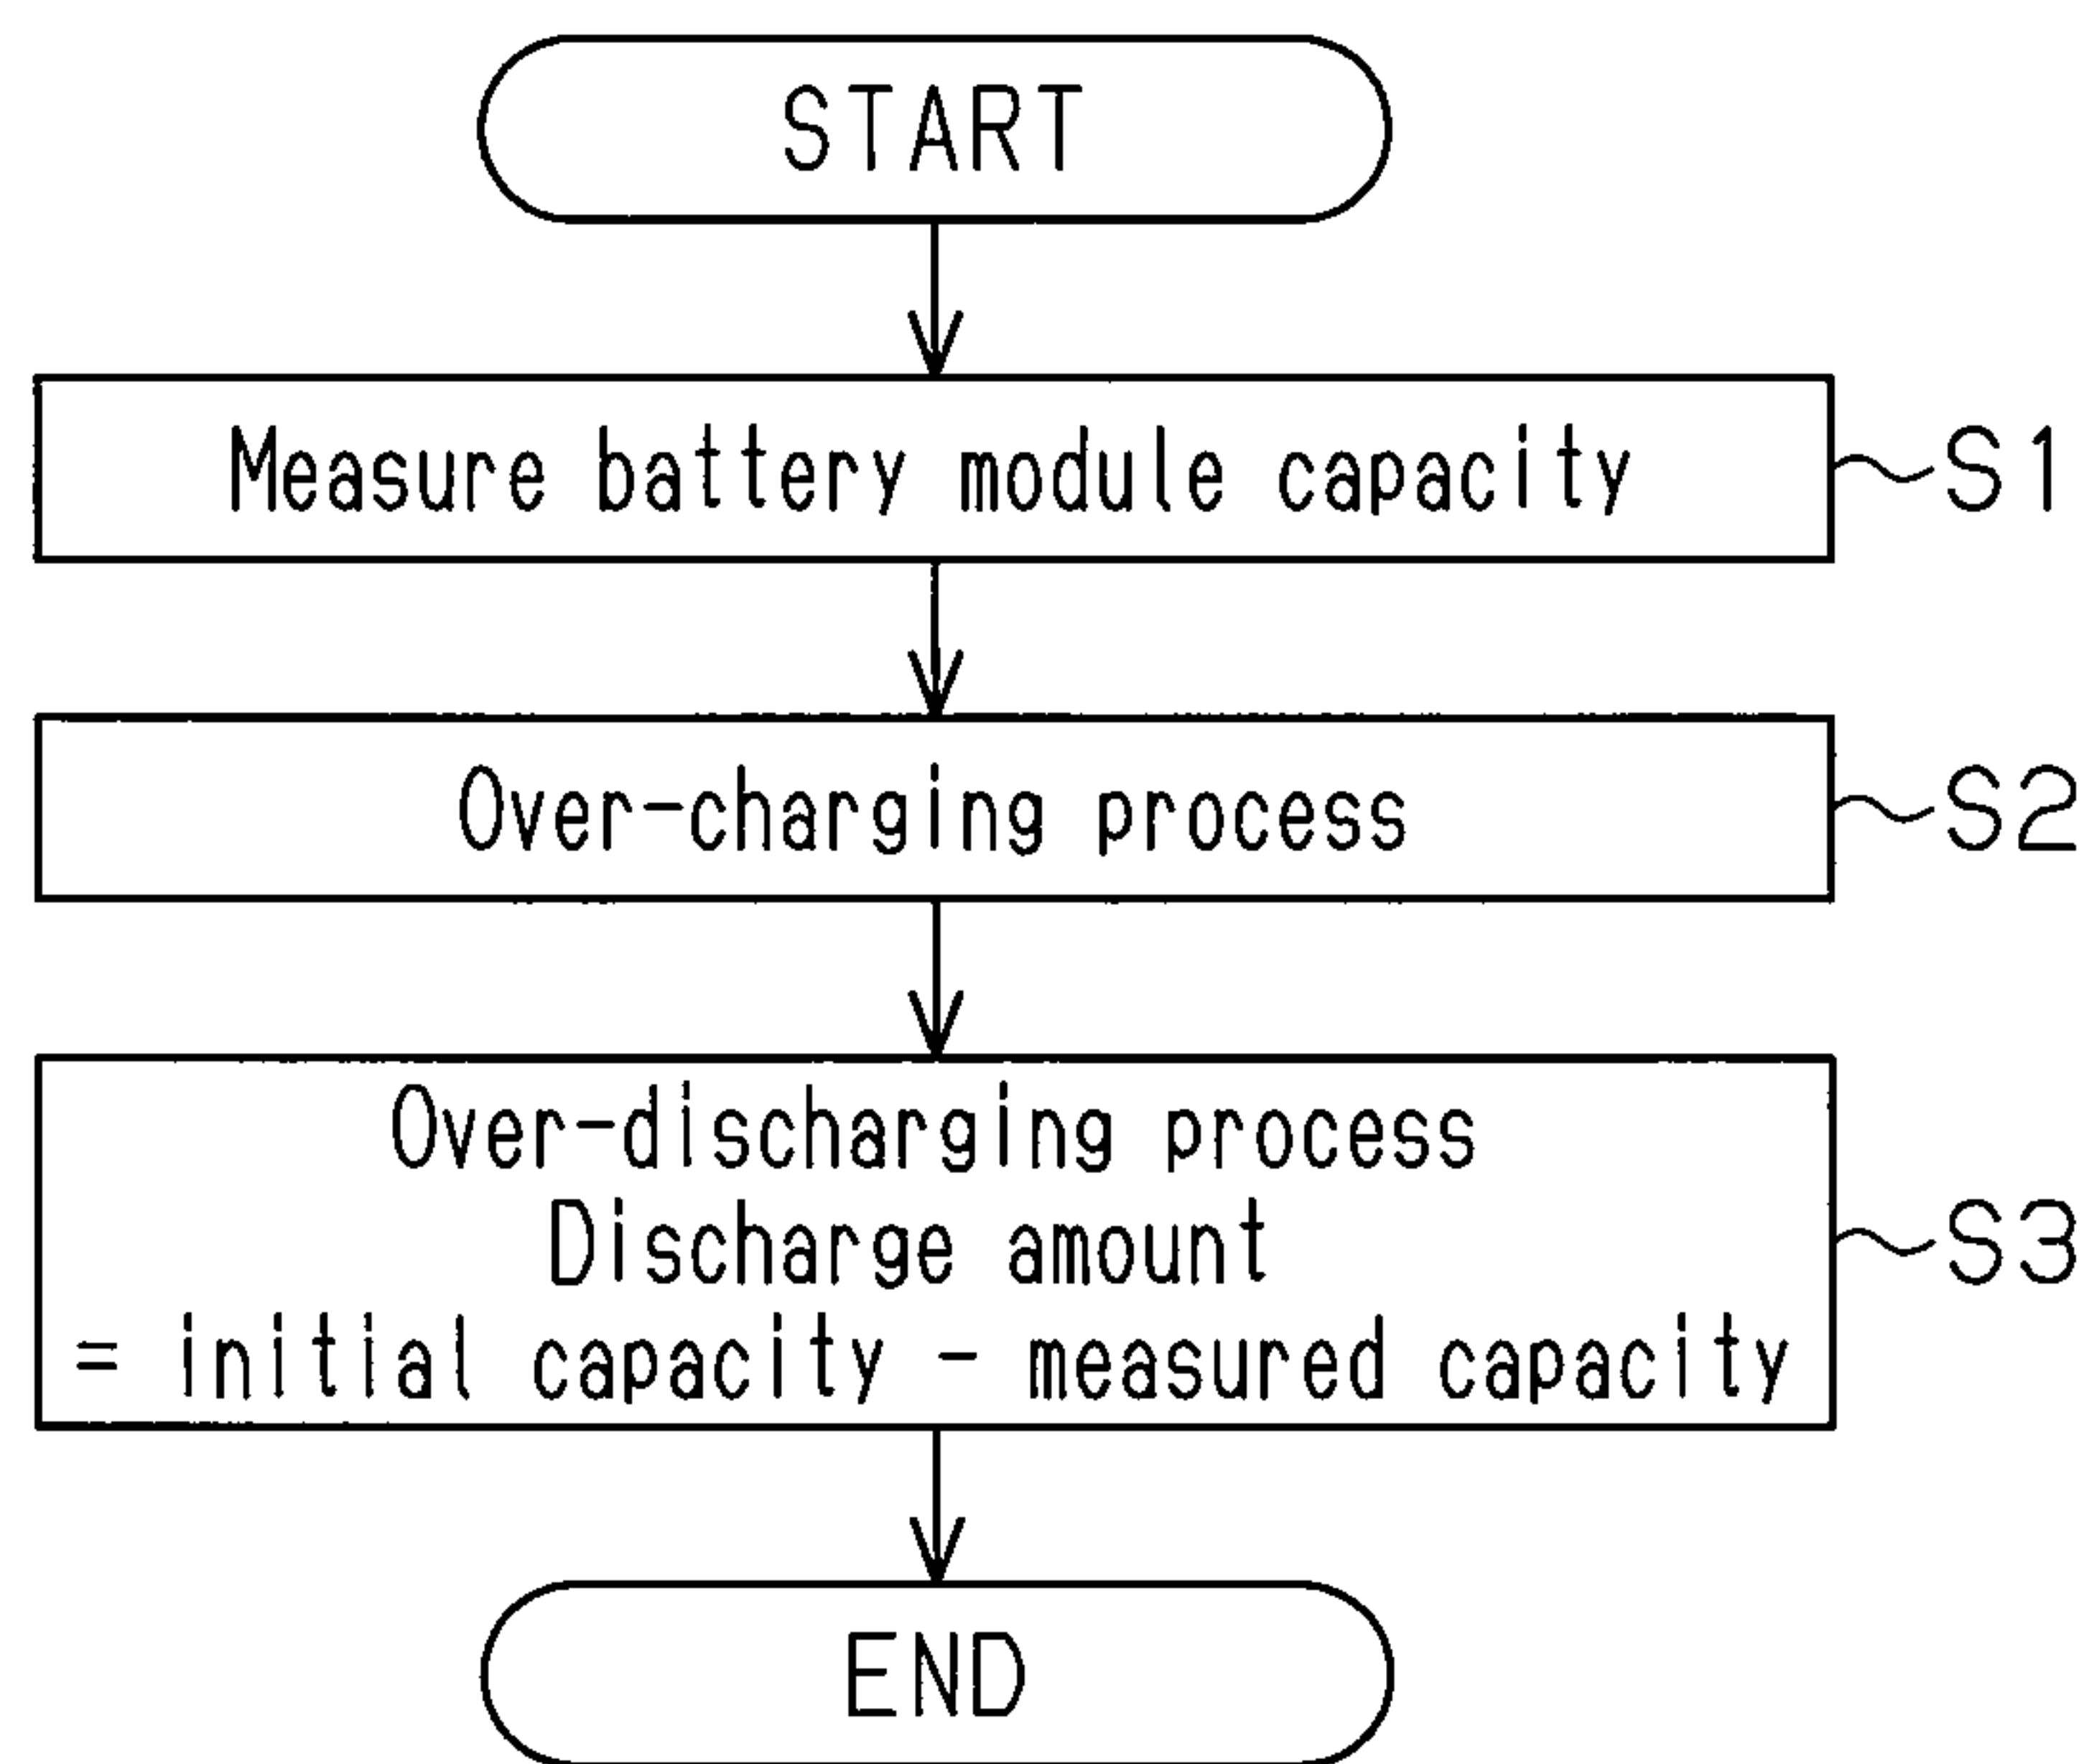 START
Measure battery module capacity
S1
Over-charging process
S2
Over-discharging process
Discharge amount
= initial capacity - measured capacity
S3
END